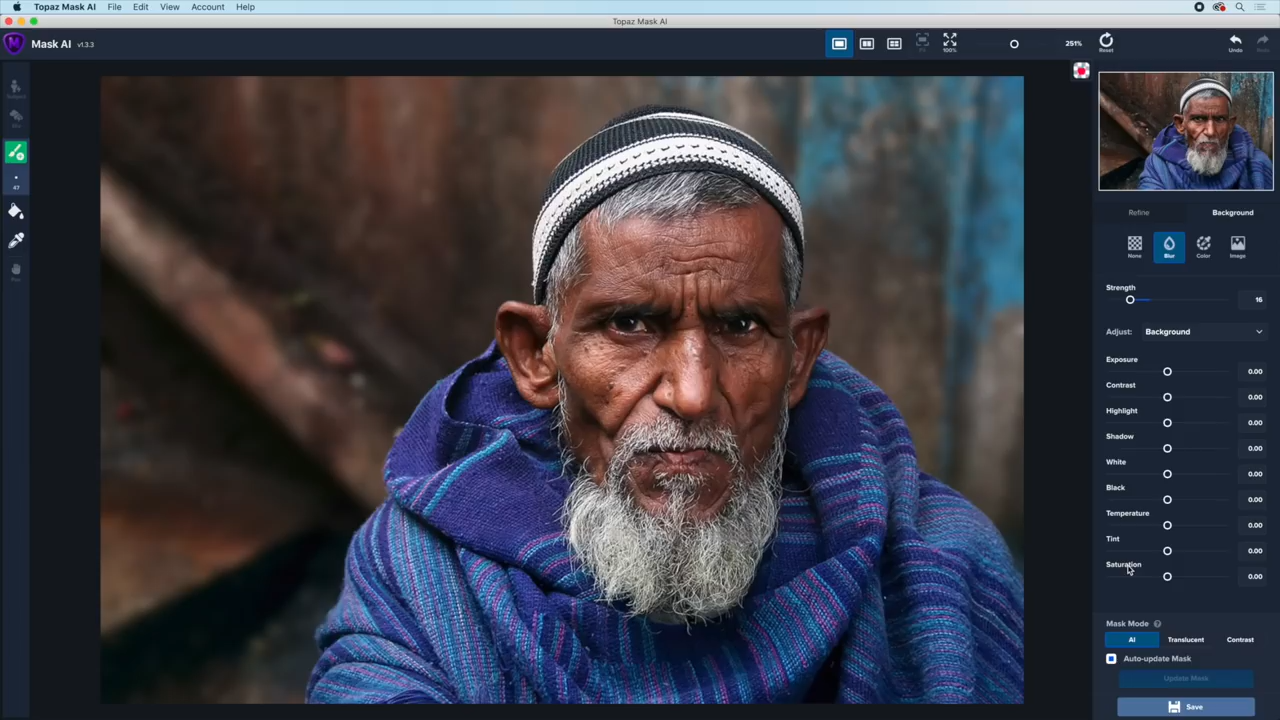 Topaz Mask AI File Edit View Account Help
Topaz Mask AI
Mask AI v1.3.3
100%
251%
Reset
Undo
47
Refine Background
None Blur Color Image
Strength
16
Adjust: Background
Exposure
0.00
Contrast
0.00
Highlight
0.00
Shadow
0.00
White
0.00
Black
0.00
Temperature
0.00
Tint
0.00
Saturation
0.00
Mask Mode ?
AI Translucent Contrast
Auto-update Mask
Update Mask
Save